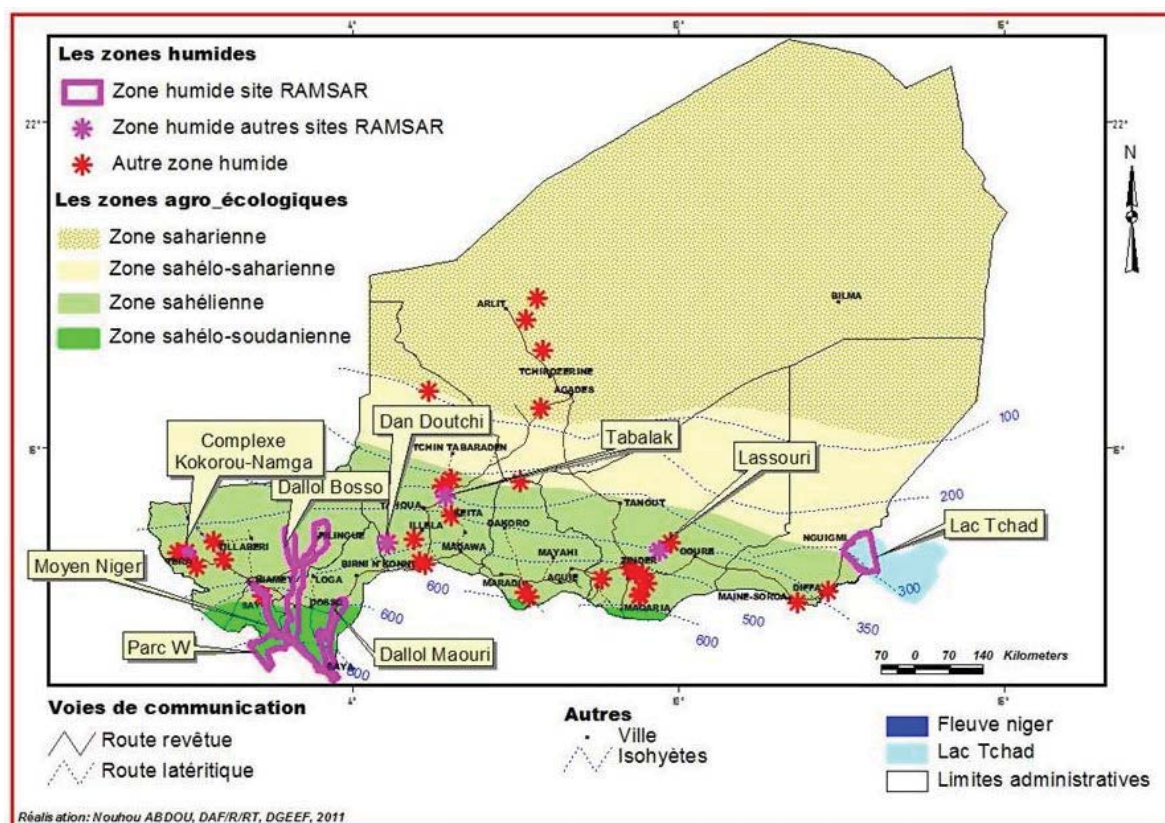 Les zones humides
Zone humide site RAMSAR
Zone humide autres sites RAMSAR
Autre zone humide
Les zones agro_écologiques
Zone saharienne
Zone sahélo-saharienne
Zone sahélienne
Zone sahélo-soudanienne
22°
22°
N
ARLIT
BILMA
TCHIROZERINE
AGADES
100
Dan Doutchi
Complexe
Kokorou-Namga
TCHIN TABARADEN
Tabalak
Lassouri
Dallol Bosso
200
KEITA
TANOUT
Lac Tchad
FILINGUE
ILLELA
DAKORO
NGUIGMI
TILLABERI
MADAWA
MAYAHI
GOURE
Moyen Niger
NIAMEY
LOGA
BIRNI N'KONNI
ZINDER
600
MARADI
AGUIE
300
DOSSO
600
MAGARIA
600
500
MAINE-SOROA
DIFFA
350
Parc W
Dallol Maouri
GAYA
70 0 70 140 Kilometers
4°
Voies de communication
Route revêtue
Route latéritique
Autres
Ville
Isohyètes
Fleuve niger
Lac Tchad
Limites administratives
Réalisation: Nouhou ABDOU, DAF/R/RT, DGEEF, 2011